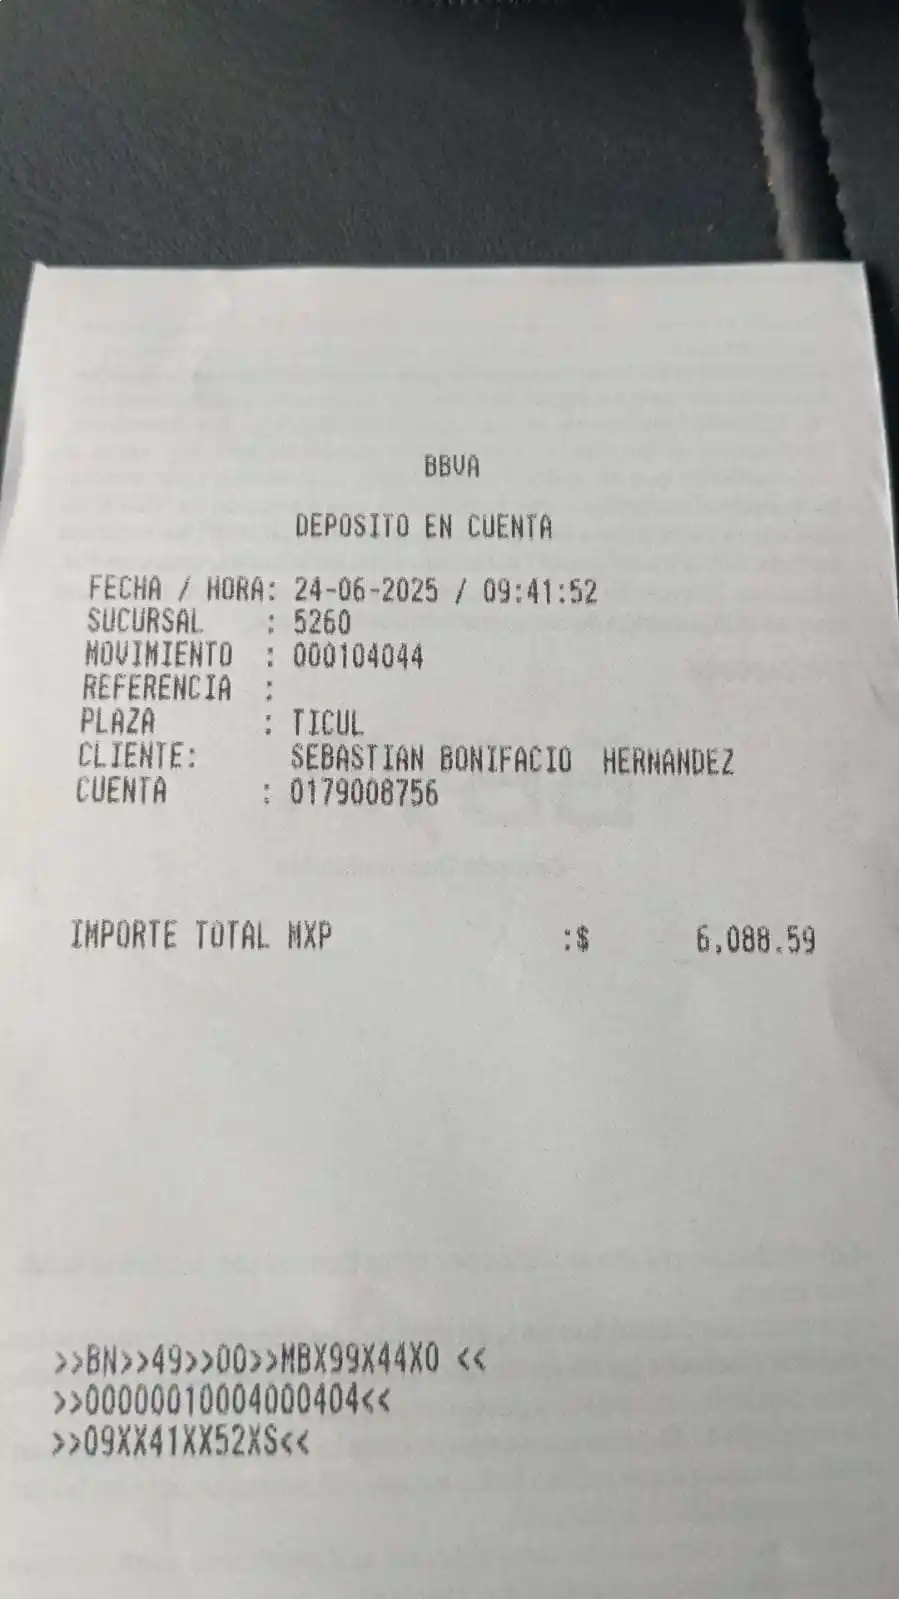 BBVA
DEPOSITO EN CUENTA
FECHA / HORA: 24-06-2025 / 09:41:52
SUCURSAL : 5260
MOVIMIENTO : 000104044
REFERENCIA :
PLAZA : TICUL
CLIENTE: SEBASTIAN BONIFACIO HERNANDEZ
CUENTA : 0179008756
IMPORTE TOTAL MXP :$ 6,088.59
>>BN>>49>>00>>MBX99X44X0 <<
>>00000010004000404<<
>>09XX41XX52XS<<